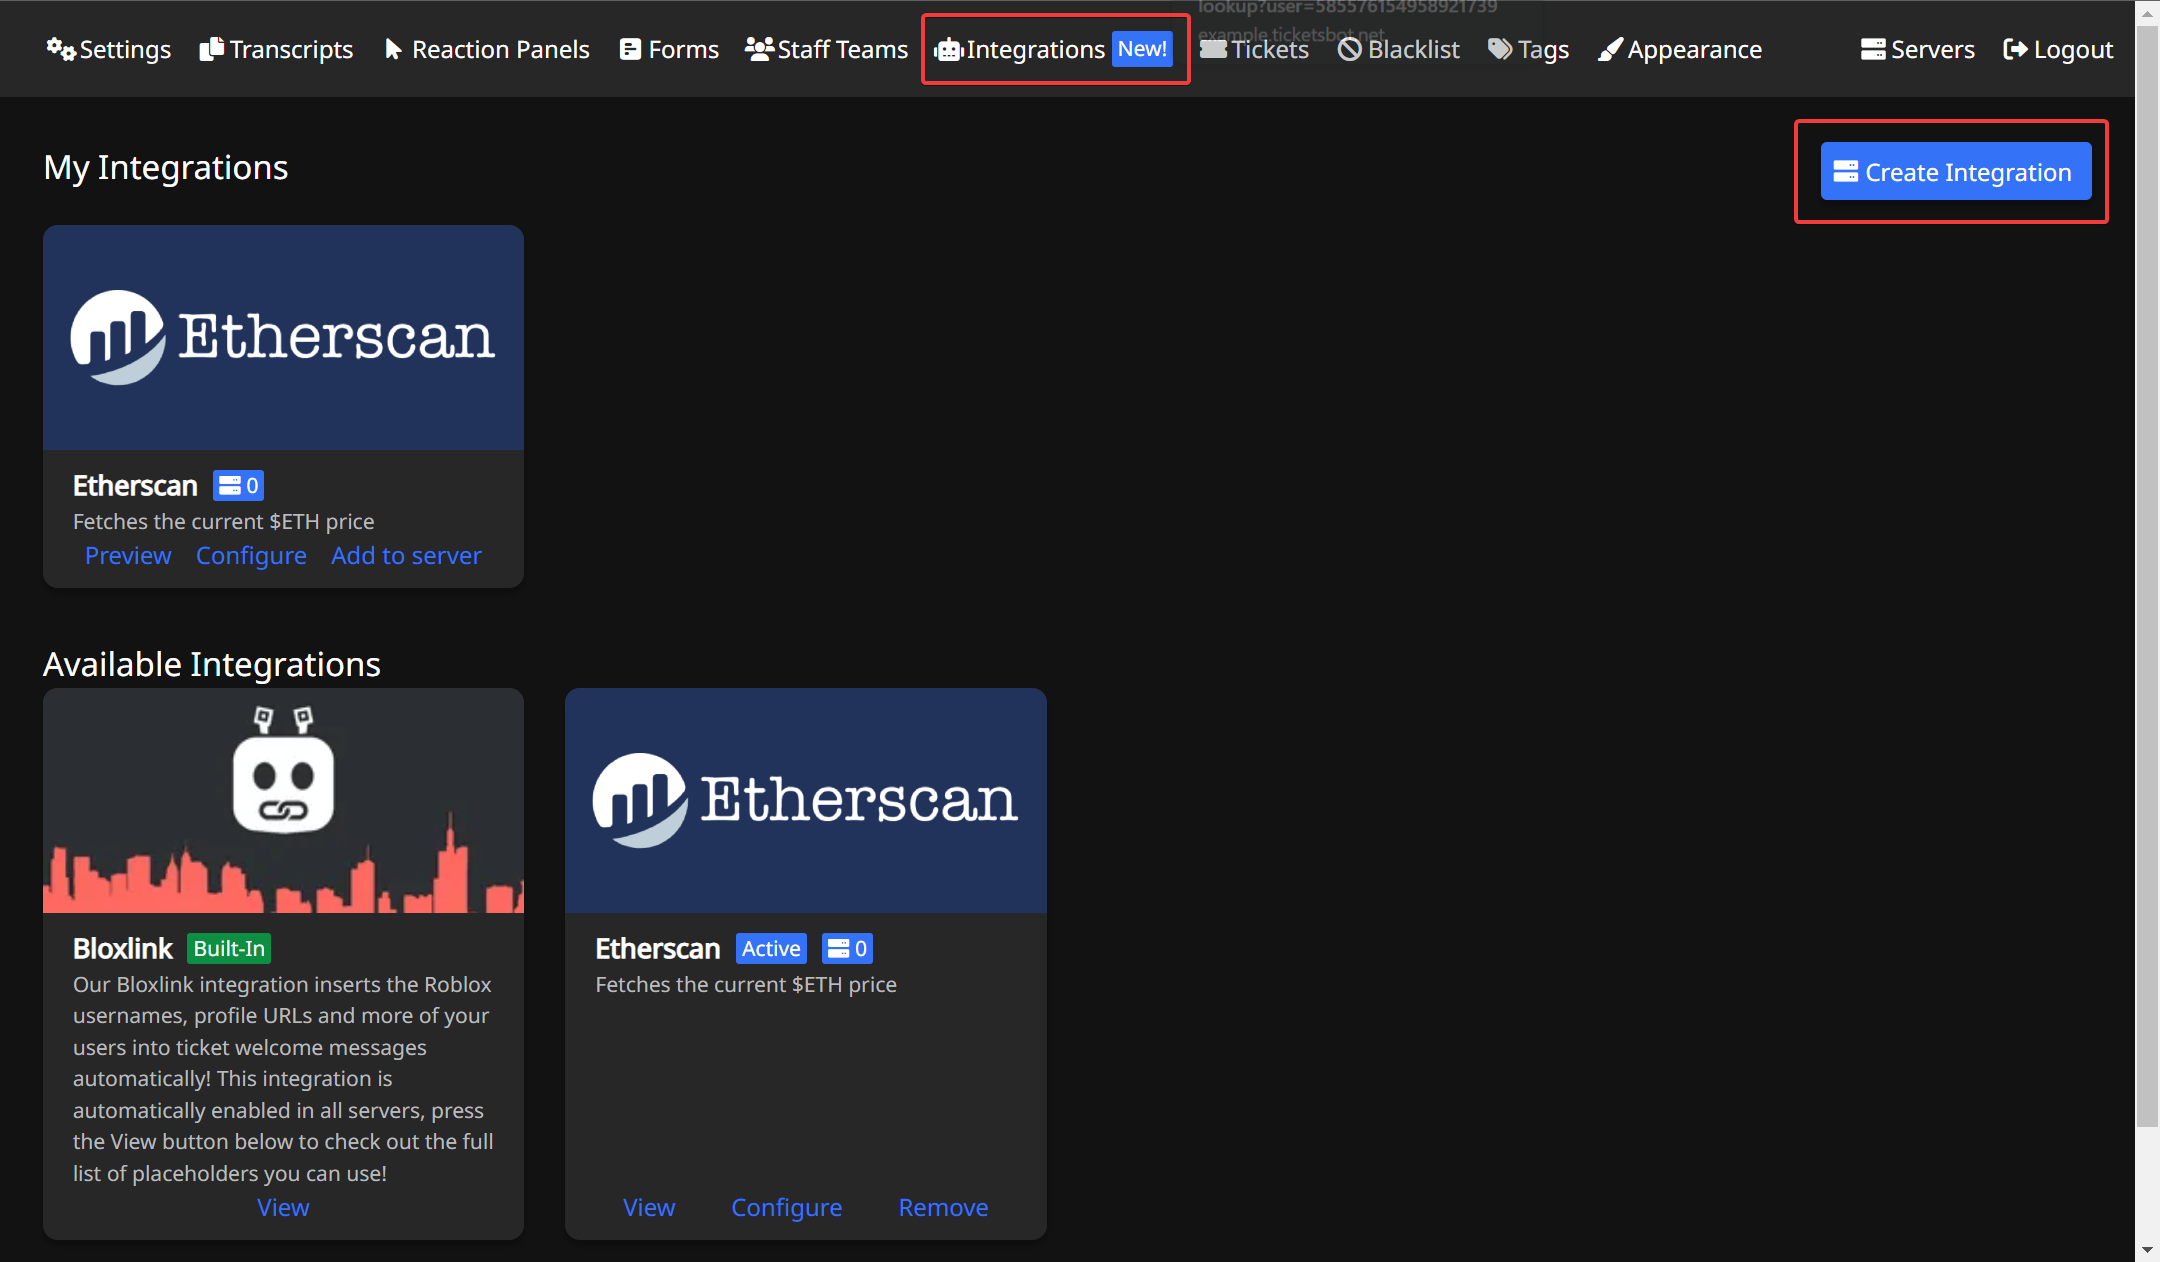 lookup?user=585576154958921739
example.ticketsbot.net
Settings Transcripts Reaction Panels Forms Staff Teams Integrations New! Tickets Blacklist Tags Appearance Servers Logout
My Integrations
Create Integration
Etherscan
Etherscan 0
Fetches the current $ETH price
Preview Configure Add to server
Available Integrations
Bloxlink Built-In
Our Bloxlink integration inserts the Roblox
usernames, profile URLs and more of your
users into ticket welcome messages
automatically! This integration is
automatically enabled in all servers, press
the View button below to check out the full
list of placeholders you can use!
View
Etherscan
Etherscan Active 0
Fetches the current $ETH price
View Configure Remove